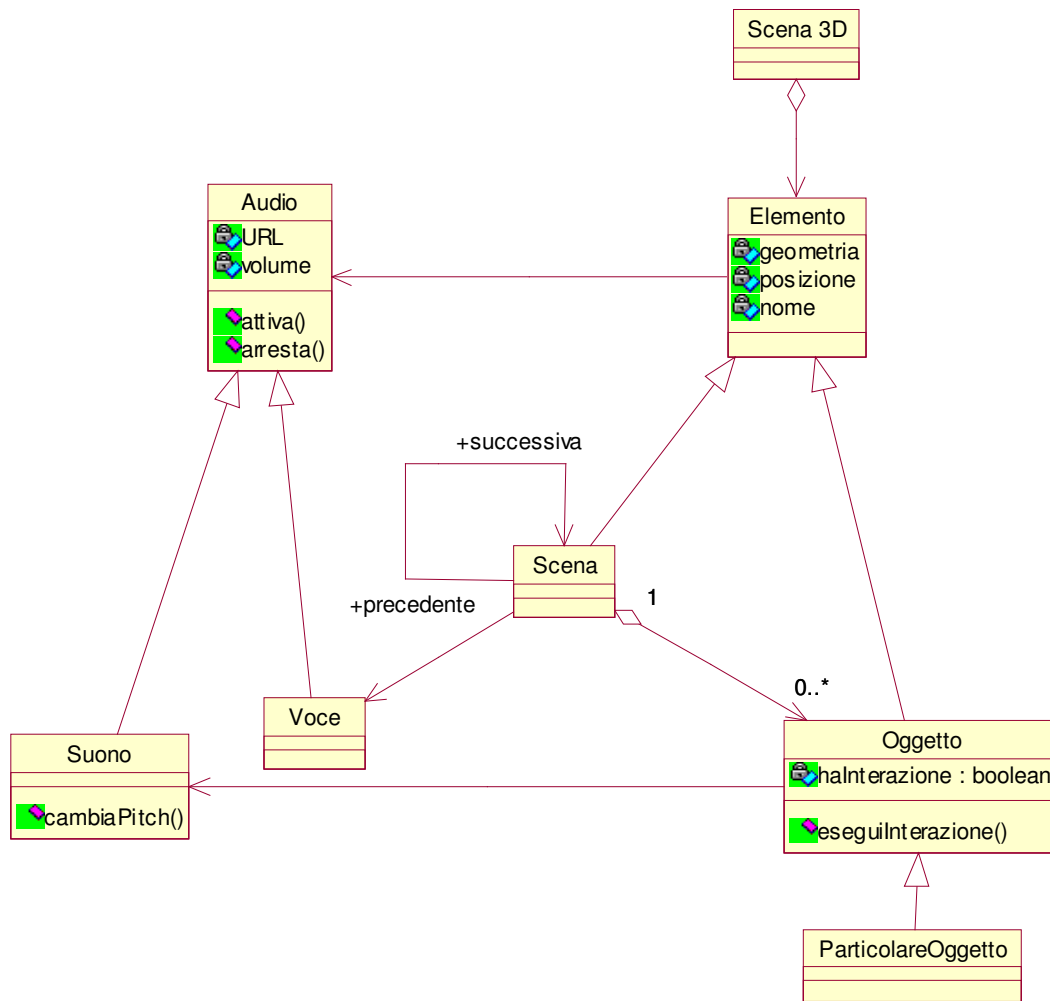 Scena 3D
Audio
URL
volume
attiva()
arresta()
Elemento
geometria
posizione
nome
+successiva
Scena
+precedente
1
0..*
Voce
Suono
cambiaPitch()
Oggetto
haInterazione : boolean
eseguiInterazione()
ParticolareOggetto